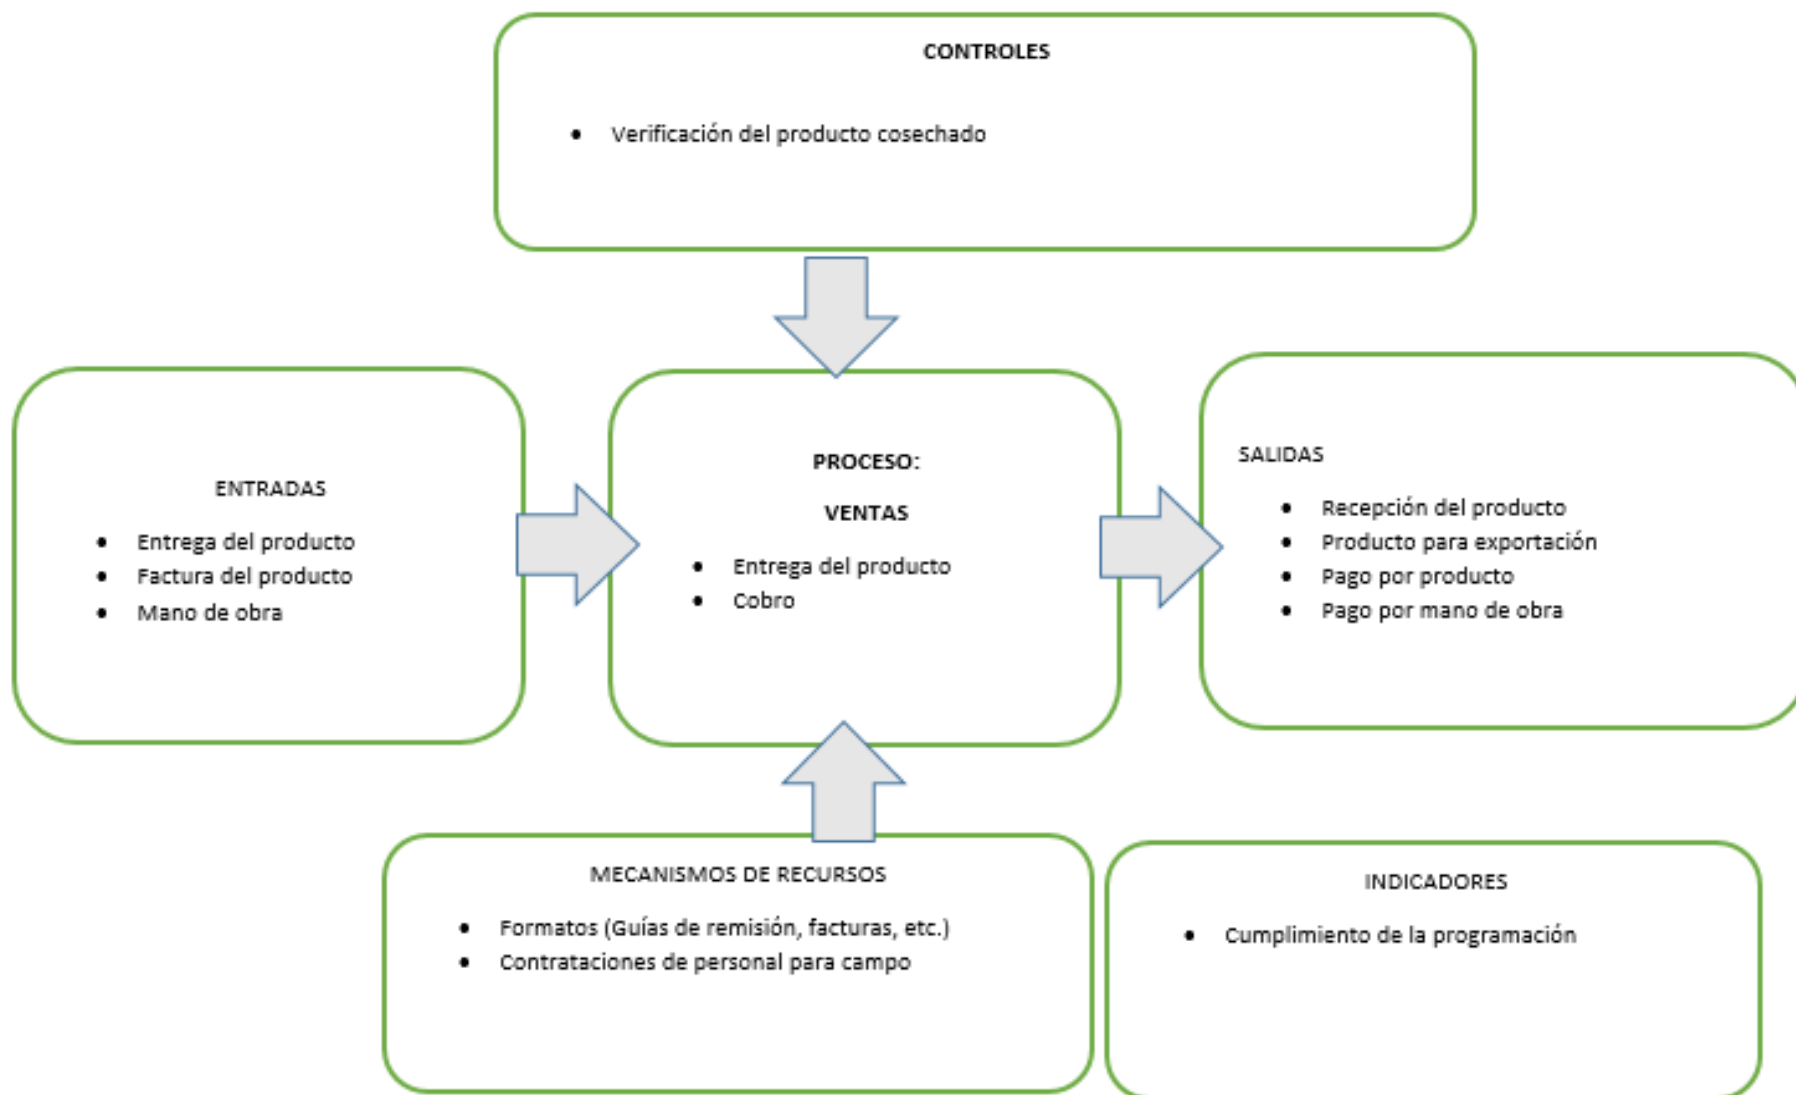 CONTROLES
• Verificación del producto cosechado
ENTRADAS
• Entrega del producto
• Factura del producto
• Mano de obra
PROCESO:
VENTAS
• Entrega del producto
• Cobro
SALIDAS
• Recepción del producto
• Producto para exportación
• Pago por producto
• Pago por mano de obra
MECANISMOS DE RECURSOS
• Formatos (Guías de remisión, facturas, etc.)
• Contrataciones de personal para campo
INDICADORES
• Cumplimiento de la programación